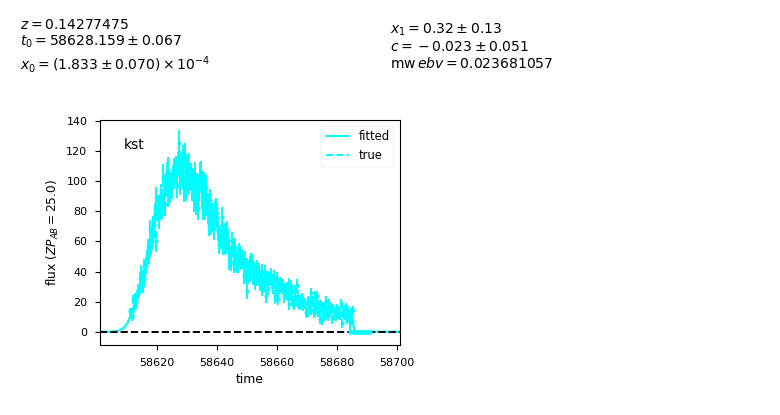 z = 0.14277475
t₀ = 58628.159 ± 0.067
x₀ = (1.833 ± 0.070) × 10⁻⁴
x₁ = 0.32 ± 0.13
c = −0.023 ± 0.051
mw ebv = 0.023681057
kst
fitted
true
140
120
100
80
60
40
20
0
flux (ZP_AB = 25.0)
58620 58640 58660 58680 58700
time